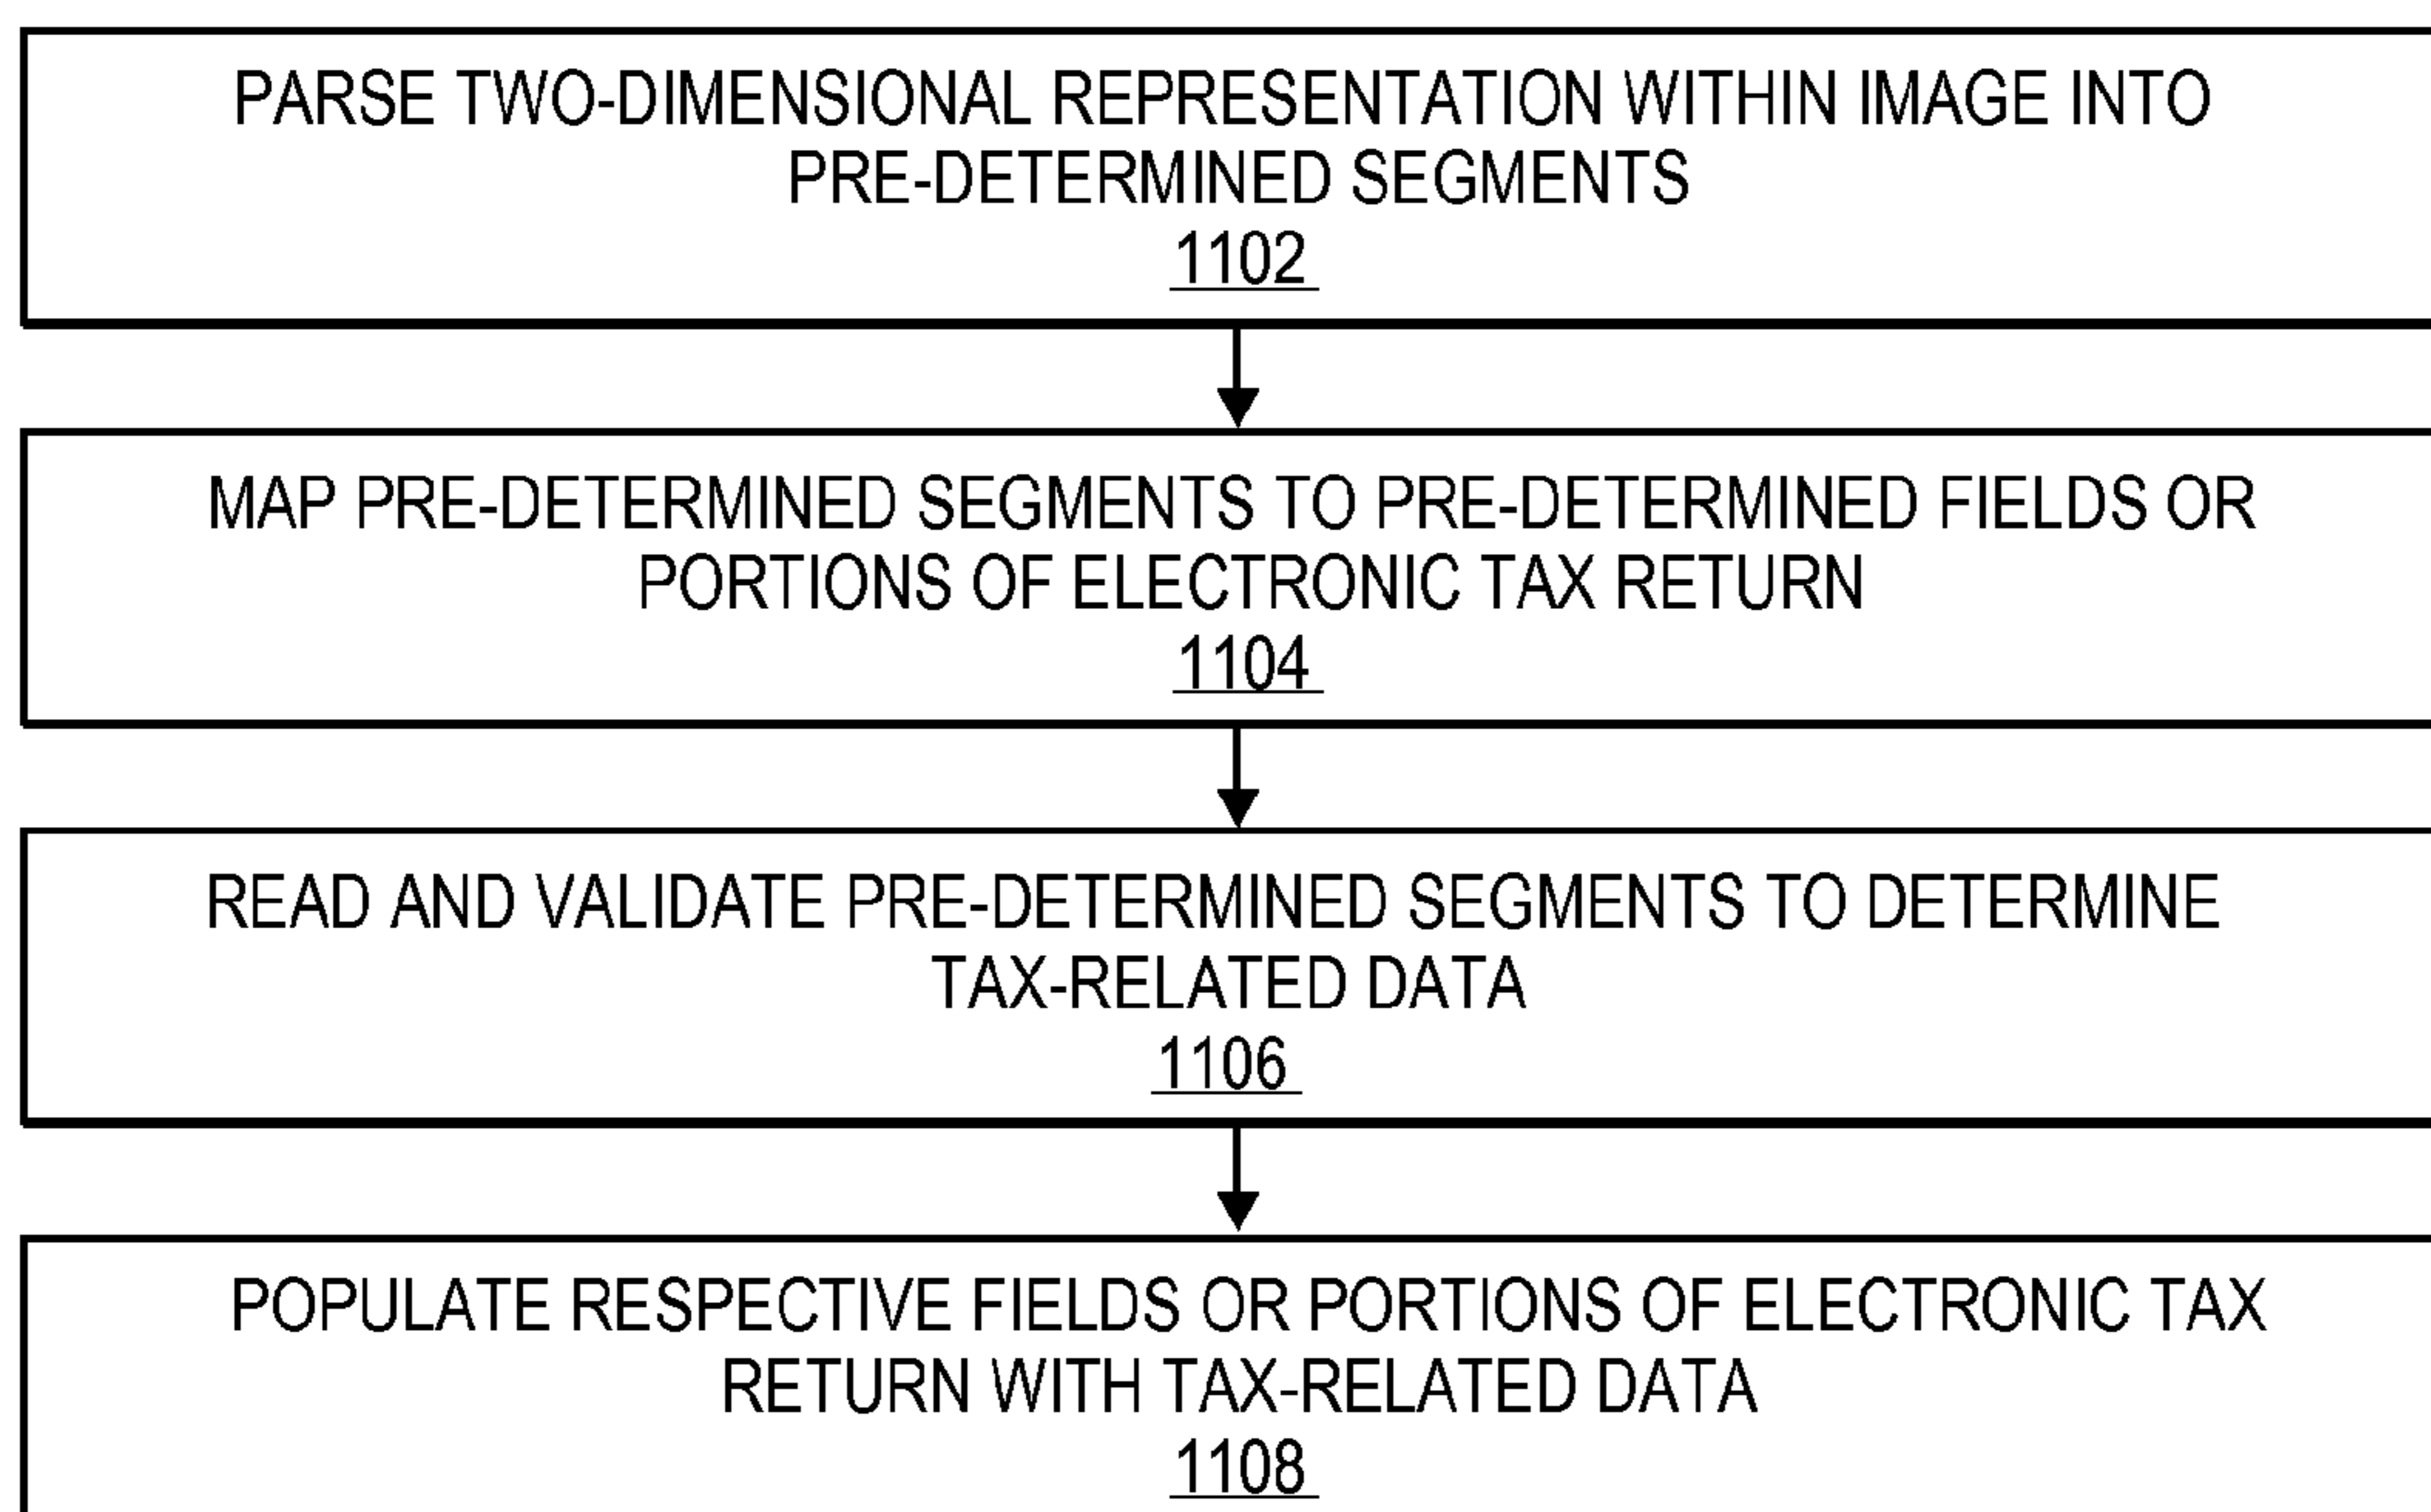 PARSE TWO-DIMENSIONAL REPRESENTATION WITHIN IMAGE INTO
PRE-DETERMINED SEGMENTS
1102
MAP PRE-DETERMINED SEGMENTS TO PRE-DETERMINED FIELDS OR
PORTIONS OF ELECTRONIC TAX RETURN
1104
READ AND VALIDATE PRE-DETERMINED SEGMENTS TO DETERMINE
TAX-RELATED DATA
1106
POPULATE RESPECTIVE FIELDS OR PORTIONS OF ELECTRONIC TAX
RETURN WITH TAX-RELATED DATA
1108